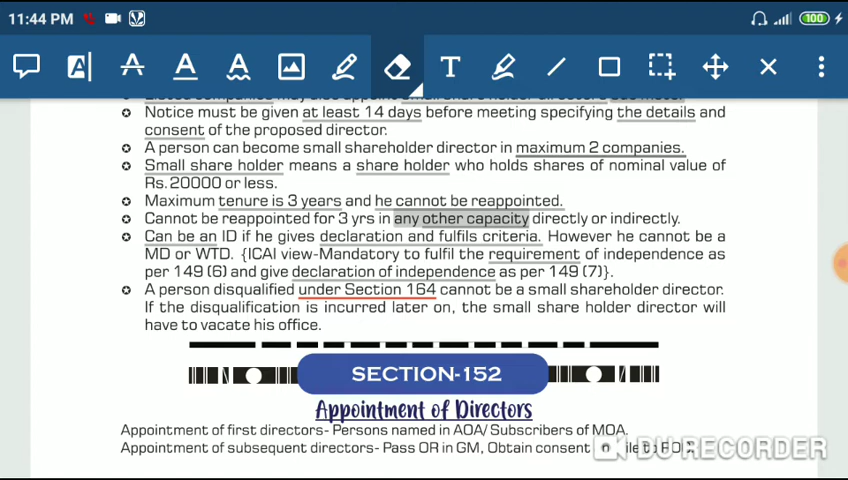 11:44 PM
100
A
A
A
A
T
Notice must be given at least 14 days before meeting specifying the details and
consent of the proposed director.
A person can become small shareholder director in maximum 2 companies.
Small share holder means a share holder who holds shares of nominal value of
Rs.20000 or less.
Maximum tenure is 3 years and he cannot be reappointed.
Cannot be reappointed for 3 yrs in any other capacity directly or indirectly.
Can be an ID if he gives declaration and fulfils criteria. However he cannot be a
MD or WTD. {ICAI view-Mandatory to fulfil the requirement of independence as
per 149 (6) and give declaration of independence as per 149 (7)}.
A person disqualified under Section 164 cannot be a small shareholder director.
If the disqualification is incurred later on, the small share holder director will
have to vacate his office.
SECTION-152
Appointment of Directors
Appointment of first directors- Persons named in AOA/ Subscribers of MOA.
Appointment of subsequent directors- Pass OR in GM, Obtain consent
DU RECORDER